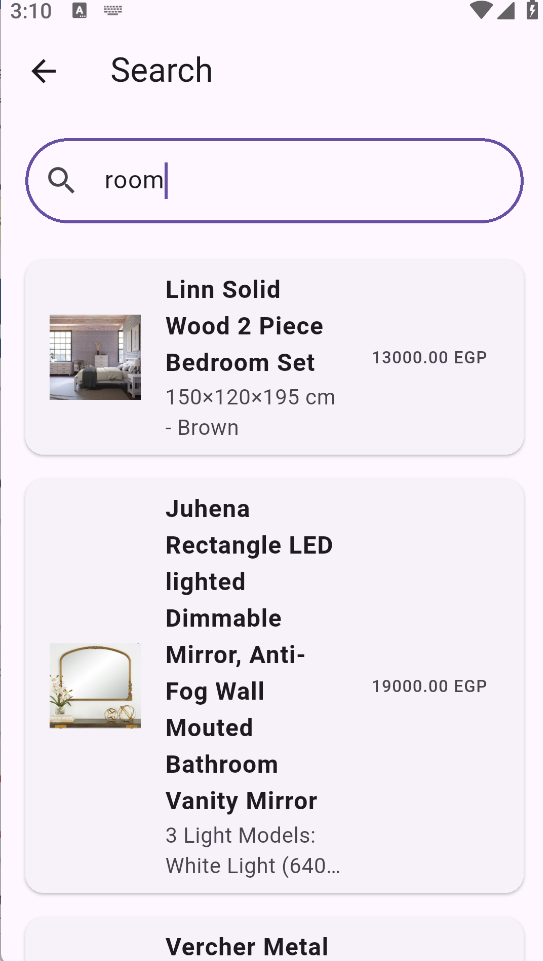 3:10
A
Search
room
Linn Solid
Wood 2 Piece
Bedroom Set
150×120×195 cm
- Brown
13000.00 EGP
Juhena
Rectangle LED
lighted
Dimmable
Mirror, Anti-
Fog Wall
Mouted
Bathroom
Vanity Mirror
3 Light Models:
White Light (640…
19000.00 EGP
Vercher Metal